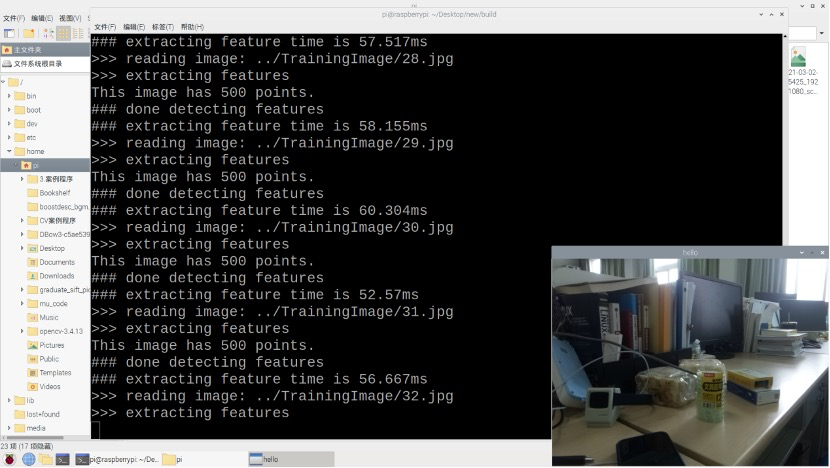 pi
文件(F) 编辑(E) 视图(V)
主文件夹
文件系统根目录
/
bin
boot
dev
etc
home
pi
3.案例程序
Bookshelf
boostdesc_bgm.
CV案例程序
DBow3-c5ae539
Desktop
Documents
Downloads
graduate_sift_pic
mu_code
Music
opencv-3.4.13
Pictures
Public
Templates
Videos
lib
lost+found
media
23 项 (17 项隐藏)
pi@raspberrypi: ~/Desktop/new/build
文件(F) 编辑(E) 标签(T) 帮助(H)
### extracting feature time is 57.517ms
>>> reading image: ../TrainingImage/28.jpg
>>> extracting features
This image has 500 points.
### done detecting features
### extracting feature time is 58.155ms
>>> reading image: ../TrainingImage/29.jpg
>>> extracting features
This image has 500 points.
### done detecting features
### extracting feature time is 60.304ms
>>> reading image: ../TrainingImage/30.jpg
>>> extracting features
This image has 500 points.
### done detecting features
### extracting feature time is 52.57ms
>>> reading image: ../TrainingImage/31.jpg
>>> extracting features
This image has 500 points.
### done detecting features
### extracting feature time is 56.667ms
>>> reading image: ../TrainingImage/32.jpg
>>> extracting features
21-03-02-
5425_192
1080_sc...
hello
LINUX
pi@raspberrypi: ~/De...
pi
hello